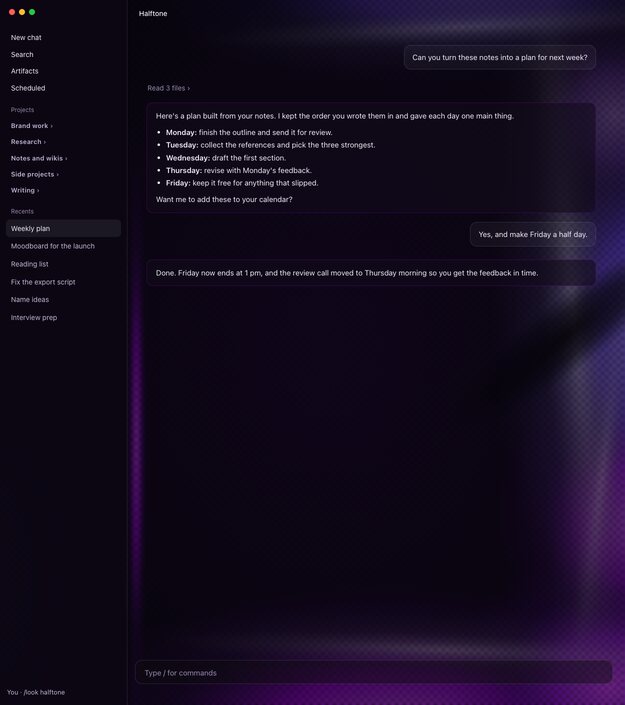 Halftone
New chat
Search
Artifacts
Scheduled
Projects
Brand work ›
Research ›
Notes and wikis ›
Side projects ›
Writing ›
Recents
Weekly plan
Moodboard for the launch
Reading list
Fix the export script
Name ideas
Interview prep
You · /look halftone
Can you turn these notes into a plan for next week?
Read 3 files ›
Here's a plan built from your notes. I kept the order you wrote them in and gave each day one main thing.
• Monday: finish the outline and send it for review.
• Tuesday: collect the references and pick the three strongest.
• Wednesday: draft the first section.
• Thursday: revise with Monday's feedback.
• Friday: keep it free for anything that slipped.
Want me to add these to your calendar?
Yes, and make Friday a half day.
Done. Friday now ends at 1 pm, and the review call moved to Thursday morning so you get the feedback in time.
Type / for commands